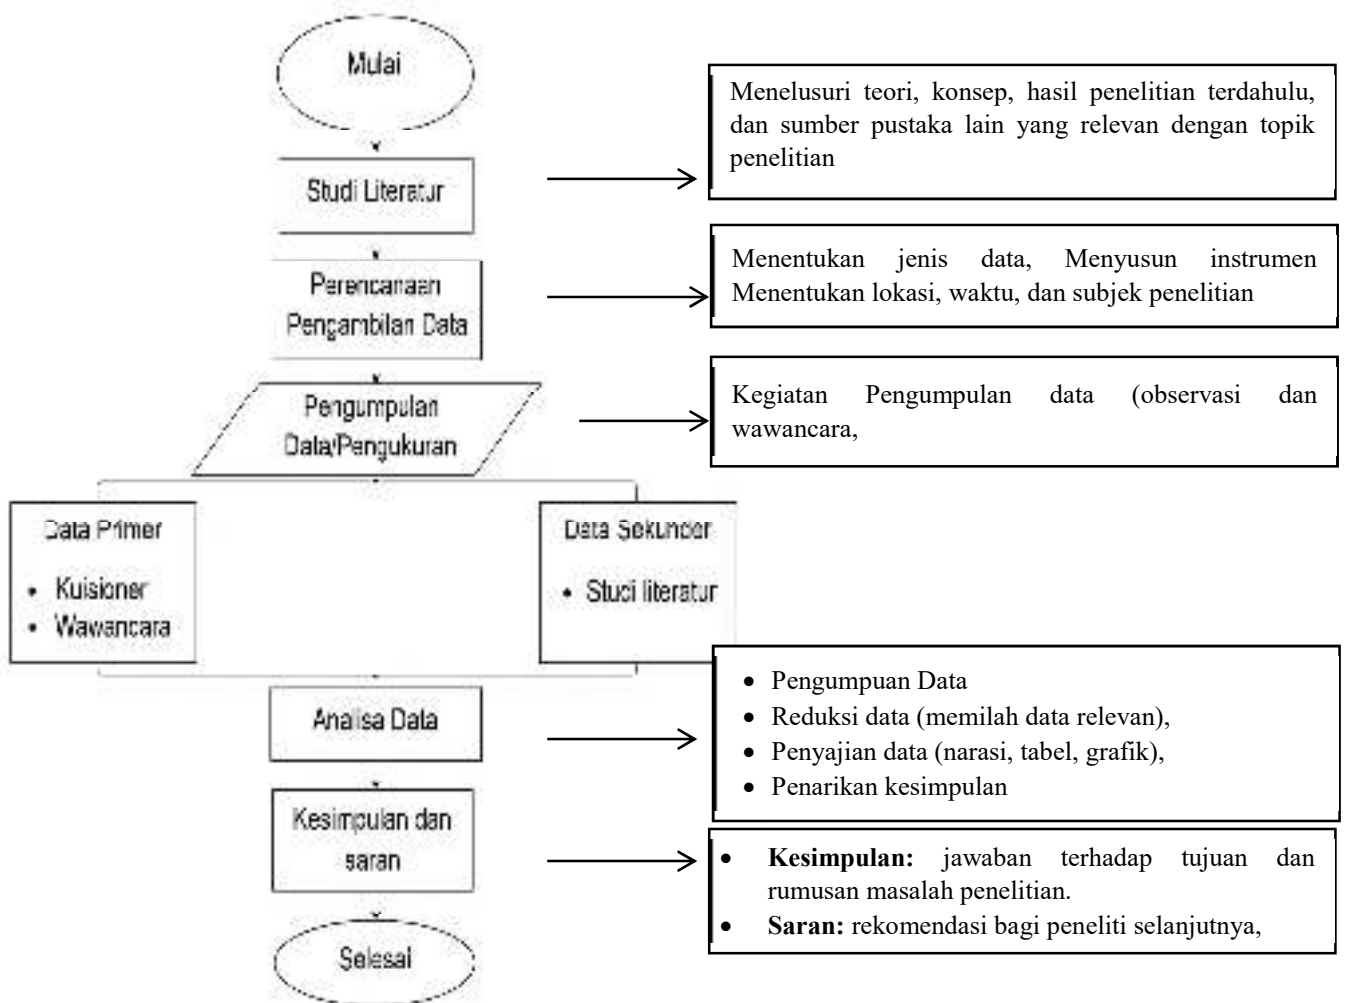 Mulai
Menelusuri teori, konsep, hasil penelitian terdahulu,
dan sumber pustaka lain yang relevan dengan topik
penelitian
Studi Literatur
Perencanaan
Pengambilan Data
Menentukan jenis data, Menyusun instrumen
Menentukan lokasi, waktu, dan subjek penelitian
Pengumpulan
Data/Pengukuran
Kegiatan Pengumpulan data (observasi dan
wawancara,
Data Primer
• Kuisioner
• Wawancara
Data Sekunder
• Studi literatur
Analisa Data
• Pengumpuan Data
• Reduksi data (memilah data relevan),
• Penyajian data (narasi, tabel, grafik),
• Penarikan kesimpulan
Kesimpulan dan
saran
• Kesimpulan: jawaban terhadap tujuan dan
rumusan masalah penelitian.
• Saran: rekomendasi bagi peneliti selanjutnya,
Selesai